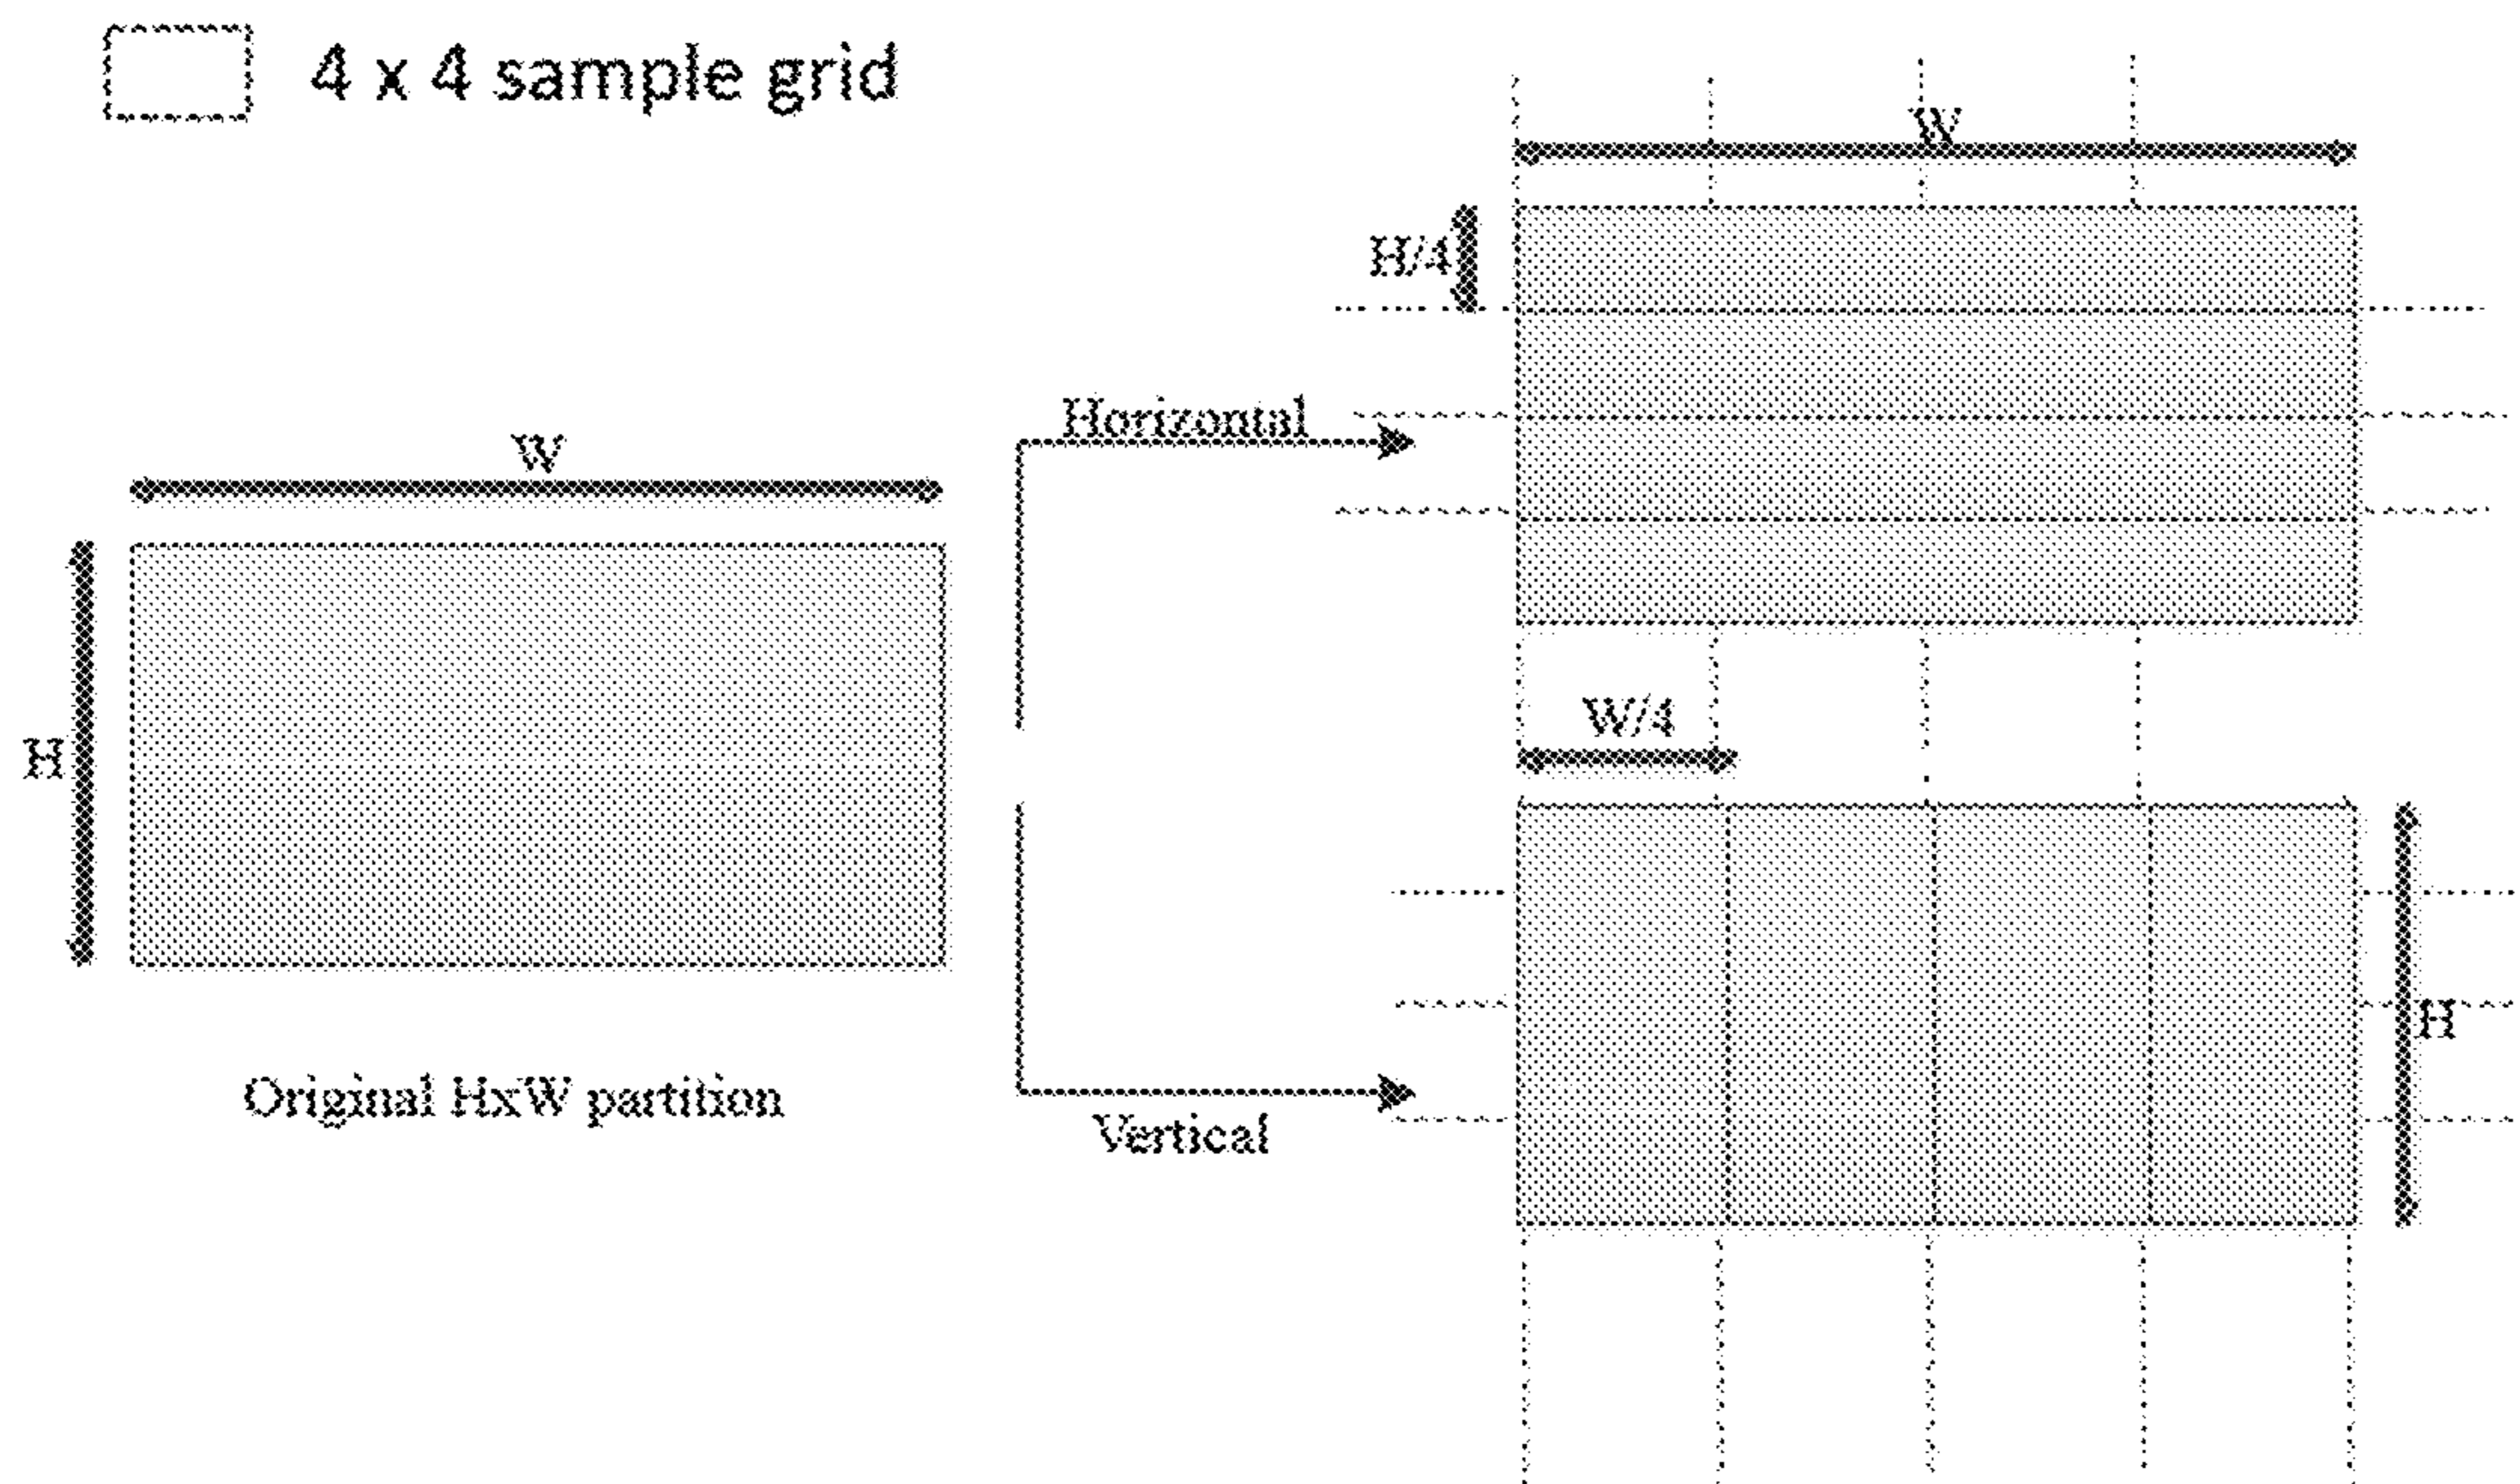 4 x 4 sample grid
W
H/4
Horizontal
W
H
W/4
H
Original HxW partition
Vertical